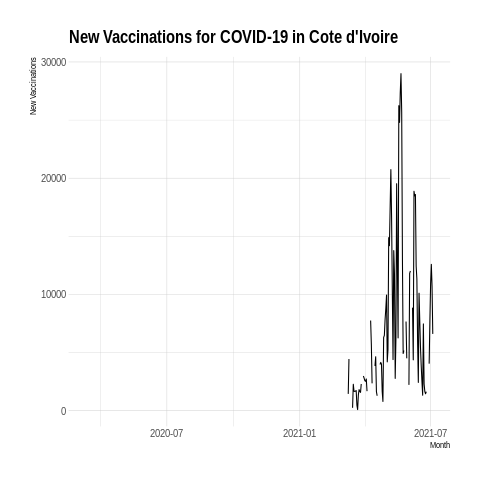 New Vaccinations for COVID-19 in Cote d'Ivoire
New Vaccinations
30000
20000
10000
0
2020-07
2021-01
2021-07
Month